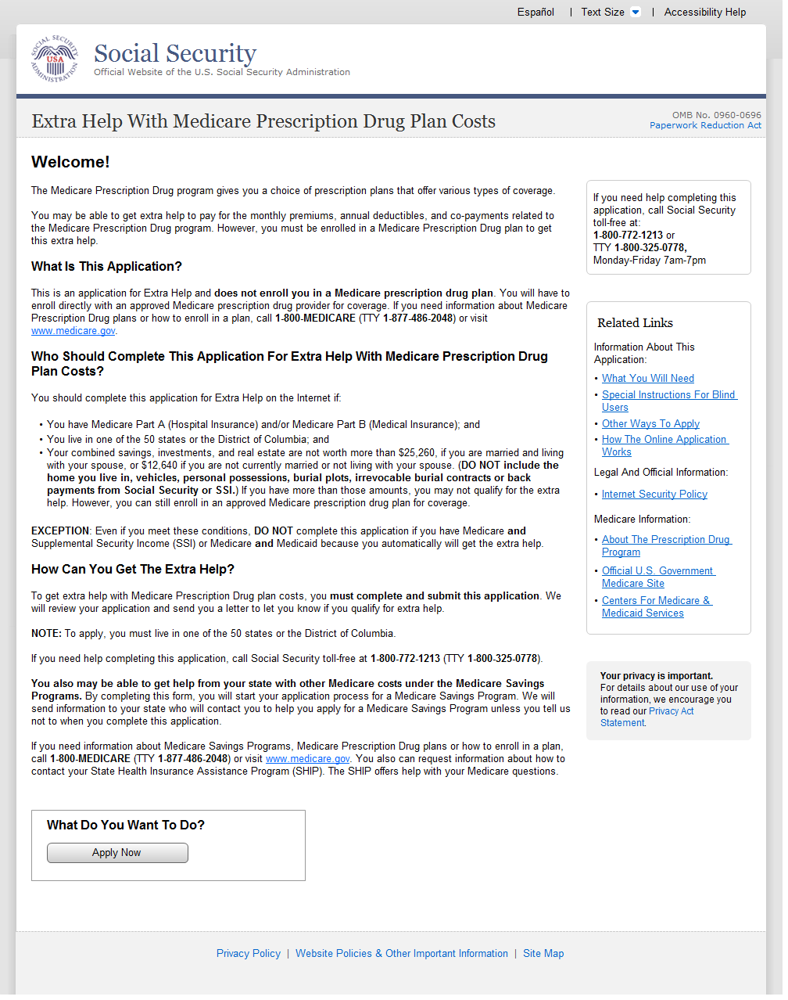 Español | Text Size | Accessibility Help
SOCIAL SECURITY ADMINISTRATION
USA
Social Security
Official Website of the U.S. Social Security Administration
Extra Help With Medicare Prescription Drug Plan Costs
OMB No. 0960-0696
Paperwork Reduction Act
Welcome!
The Medicare Prescription Drug program gives you a choice of prescription plans that offer various types of coverage.
You may be able to get extra help to pay for the monthly premiums, annual deductibles, and co-payments related to
the Medicare Prescription Drug program. However, you must be enrolled in a Medicare Prescription Drug plan to get
this extra help.
What Is This Application?
This is an application for Extra Help and does not enroll you in a Medicare prescription drug plan. You will have to
enroll directly with an approved Medicare prescription drug provider for coverage. If you need information about Medicare
Prescription Drug plans or how to enroll in a plan, call 1-800-MEDICARE (TTY 1-877-486-2048) or visit
www.medicare.gov.
Who Should Complete This Application For Extra Help With Medicare Prescription Drug
Plan Costs?
You should complete this application for Extra Help on the Internet if:
• You have Medicare Part A (Hospital Insurance) and/or Medicare Part B (Medical Insurance); and
• You live in one of the 50 states or the District of Columbia; and
• Your combined savings, investments, and real estate are not worth more than $25,260, if you are married and living
with your spouse, or $12,640 if you are not currently married or not living with your spouse. (DO NOT include the
home you live in, vehicles, personal possessions, burial plots, irrevocable burial contracts or back
payments from Social Security or SSI.) If you have more than those amounts, you may not qualify for the extra
help. However, you can still enroll in an approved Medicare prescription drug plan for coverage.
EXCEPTION: Even if you meet these conditions, DO NOT complete this application if you have Medicare and
Supplemental Security Income (SSI) or Medicare and Medicaid because you automatically will get the extra help.
How Can You Get The Extra Help?
To get extra help with Medicare Prescription Drug plan costs, you must complete and submit this application. We
will review your application and send you a letter to let you know if you qualify for extra help.
NOTE: To apply, you must live in one of the 50 states or the District of Columbia.
If you need help completing this application, call Social Security toll-free at 1-800-772-1213 (TTY 1-800-325-0778).
You also may be able to get help from your state with other Medicare costs under the Medicare Savings
Programs. By completing this form, you will start your application process for a Medicare Savings Program. We will
send information to your state who will contact you to help you apply for a Medicare Savings Program unless you tell us
not to when you complete this application.
If you need information about Medicare Savings Programs, Medicare Prescription Drug plans or how to enroll in a plan,
call 1-800-MEDICARE (TTY 1-877-486-2048) or visit www.medicare.gov. You also can request information about how to
contact your State Health Insurance Assistance Program (SHIP). The SHIP offers help with your Medicare questions.
What Do You Want To Do?
Apply Now
If you need help completing this
application, call Social Security
toll-free at:
1-800-772-1213 or
TTY 1-800-325-0778,
Monday-Friday 7am-7pm
Related Links
Information About This
Application:
• What You Will Need
• Special Instructions For Blind
Users
• Other Ways To Apply
• How The Online Application
Works
Legal And Official Information:
• Internet Security Policy
Medicare Information:
• About The Prescription Drug
Program
• Official U.S. Government
Medicare Site
• Centers For Medicare &
Medicaid Services
Your privacy is important.
For details about our use of your
information, we encourage you
to read our Privacy Act
Statement.
Privacy Policy | Website Policies & Other Important Information | Site Map